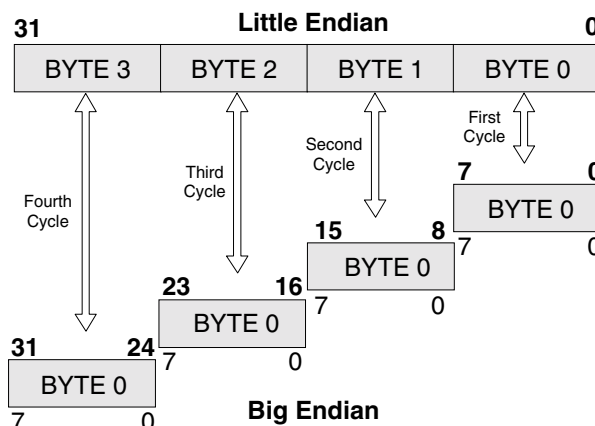 Little Endian
31 0
BYTE 3 BYTE 2 BYTE 1 BYTE 0
First
Cycle
Second
Cycle
Third
Cycle
Fourth
Cycle
7 0
BYTE 0
7 0
15 8
BYTE 0
7 0
23 16
BYTE 0
7 0
31 24
BYTE 0
7 0
Big Endian